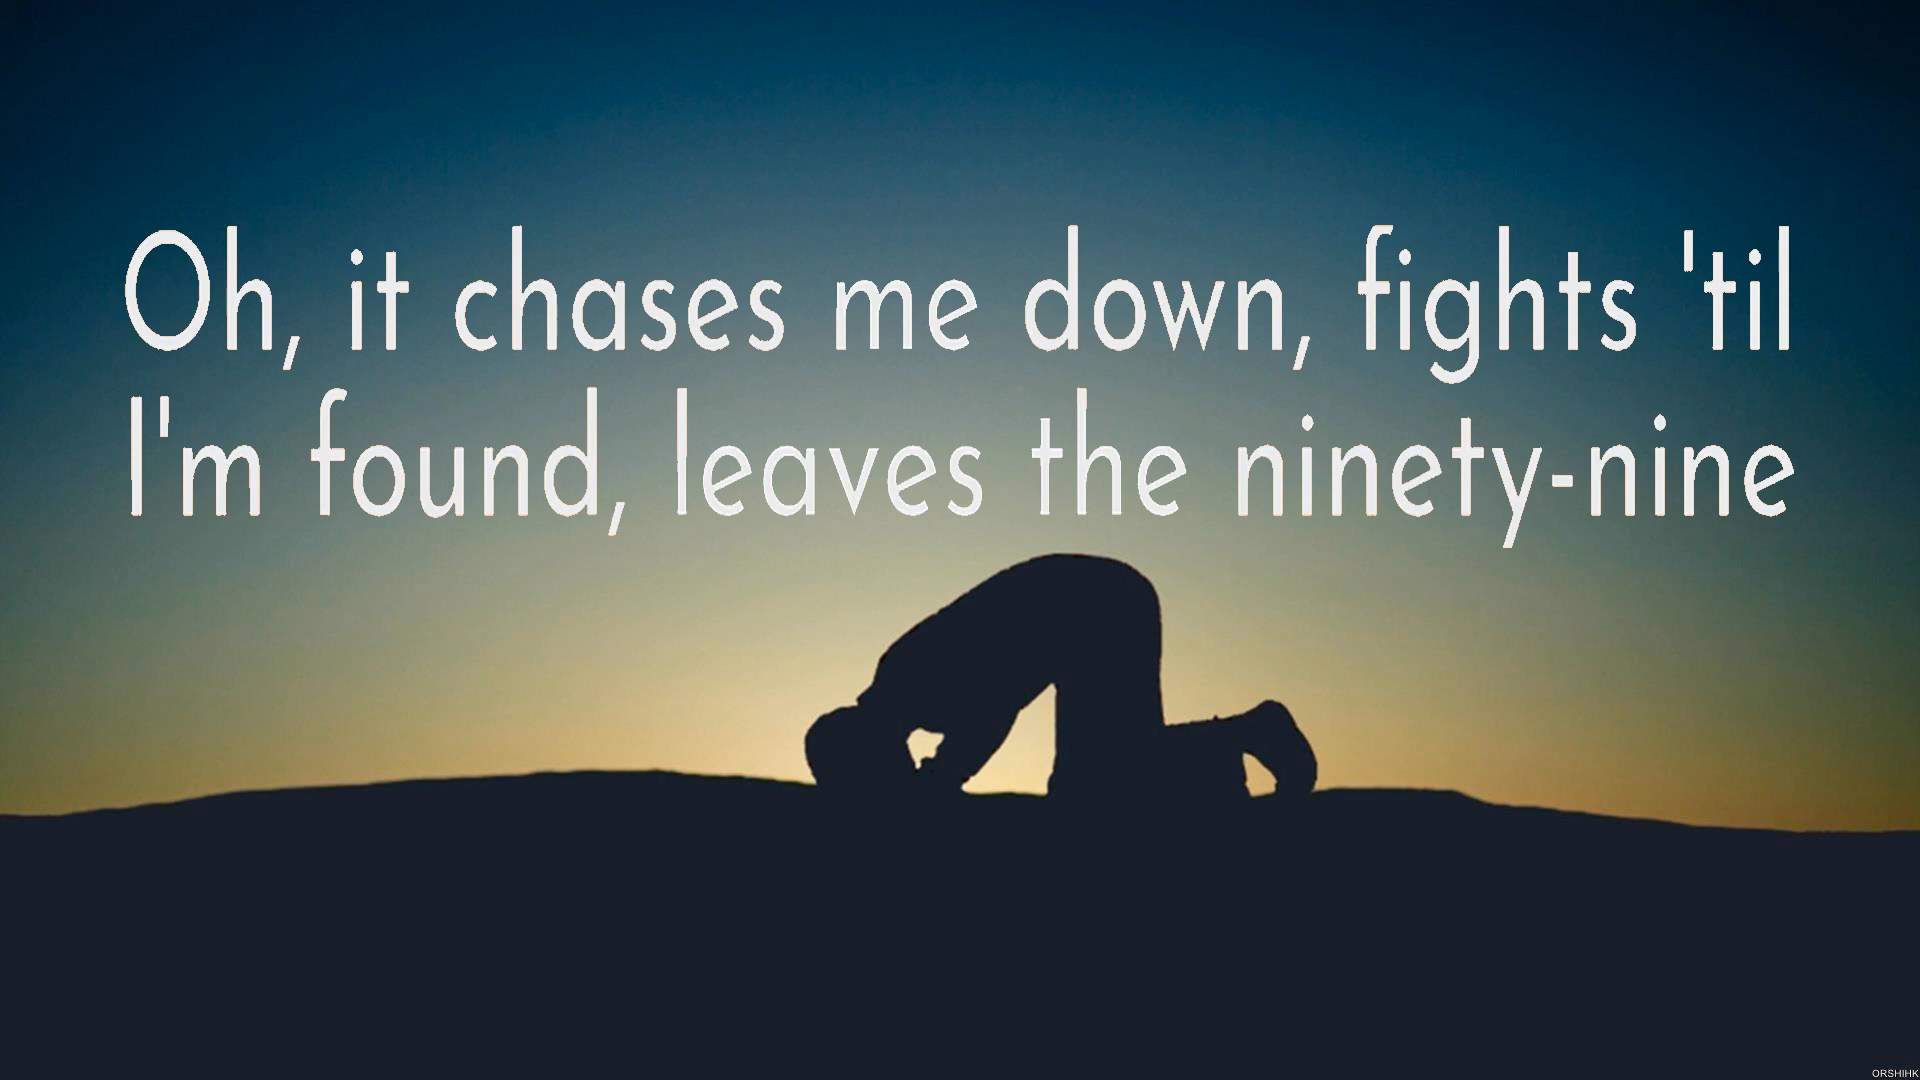 Oh, it chases me down, fights 'til
I'm found, leaves the ninety-nine
ORSHIHK